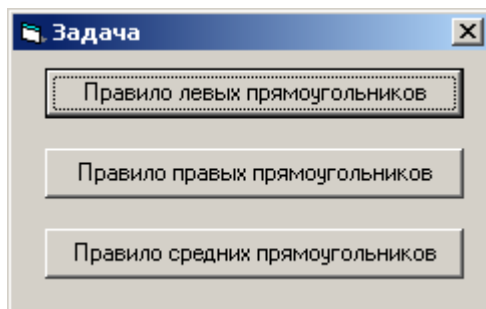 Задача
Правило левых прямоугольников
Правило правых прямоугольников
Правило средних прямоугольников